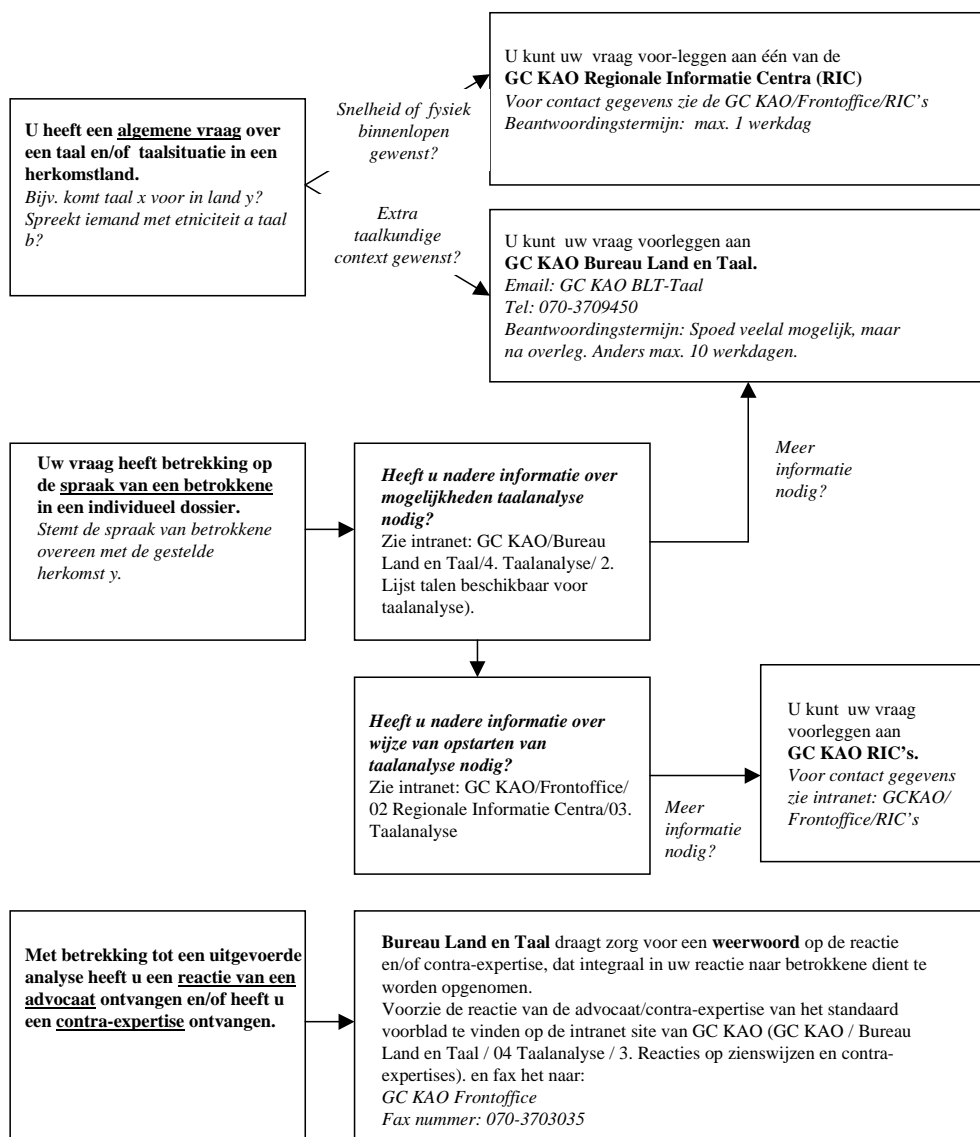 U heeft een algemene vraag over
een taal en/of taalsituatie in een
herkomstland.
Bijv. komt taal x voor in land y?
Spreekt iemand met etniciteit a taal
b?
Snelheid of fysiek
binnenlopen
gewenst?
U kunt uw vraag voor-leggen aan één van de
GC KAO Regionale Informatie Centra (RIC)
Voor contact gegevens zie de GC KAO/Frontoffice/RIC's
Beantwoordingstermijn: max. 1 werkdag
Extra
taalkundige
context gewenst?
U kunt uw vraag voorleggen aan
GC KAO Bureau Land en Taal.
Email: GC KAO BLT-Taal
Tel: 070-3709450
Beantwoordingstermijn: Spoed veelal mogelijk, maar
na overleg. Anders max. 10 werkdagen.
Uw vraag heeft betrekking op
de spraak van een betrokkene
in een individueel dossier.
Stemt de spraak van betrokkene
overeen met de gestelde
herkomst y.
Heeft u nadere informatie over
mogelijkheden taalanalyse
nodig?
Zie intranet: GC KAO/Bureau
Land en Taal/4. Taalanalyse/ 2.
Lijst talen beschikbaar voor
taalanalyse).
Meer
informatie
nodig?
Heeft u nadere informatie over
wijze van opstarten van
taalanalyse nodig?
Zie intranet: GC KAO/Frontoffice/
02 Regionale Informatie Centra/03.
Taalanalyse
Meer
informatie
nodig?
U kunt uw vraag
voorleggen aan
GC KAO RIC's.
Voor contact gegevens
zie intranet: GCKAO/
Frontoffice/RIC's
Met betrekking tot een uitgevoerde
analyse heeft u een reactie van een
advocaat ontvangen en/of heeft u
een contra-expertise ontvangen.
Bureau Land en Taal draagt zorg voor een weerwoord op de reactie
en/of contra-expertise, dat integraal in uw reactie naar betrokkene dient te
worden opgenomen.
Voorzie de reactie van de advocaat/contra-expertise van het standaard
voorblad te vinden op de intranet site van GC KAO (GC KAO / Bureau
Land en Taal / 04 Taalanalyse / 3. Reacties op zienswijzen en contra-
expertises). en fax het naar:
GC KAO Frontoffice
Fax nummer: 070-3703035